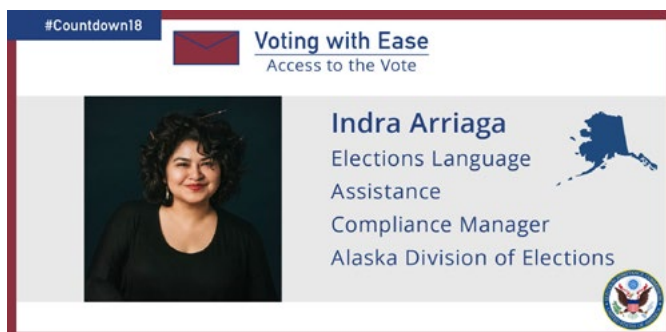 #Countdown18
Voting with Ease
Access to the Vote
Indra Arriaga
Elections Language
Assistance
Compliance Manager
Alaska Division of Elections